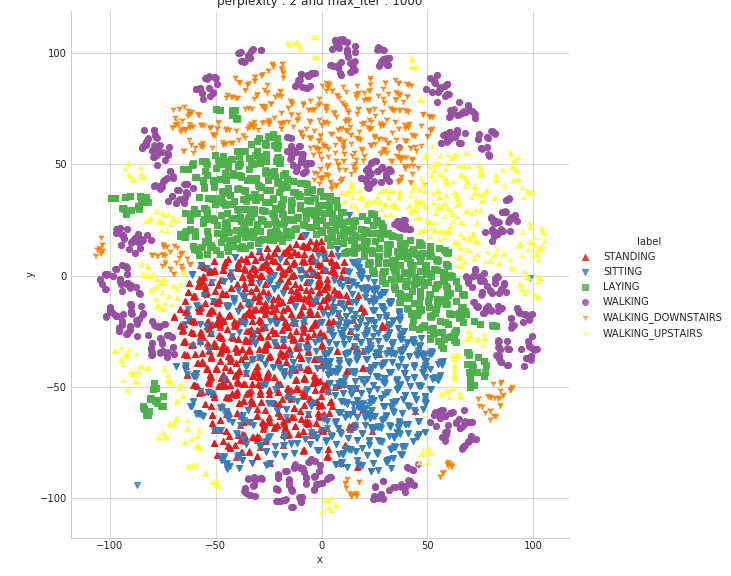 perplexity : 2 and max_iter : 1000
100
50
0
−50
−100
y
−100
−50
0
50
100
x
label
STANDING
SITTING
LAYING
WALKING
WALKING_DOWNSTAIRS
WALKING_UPSTAIRS